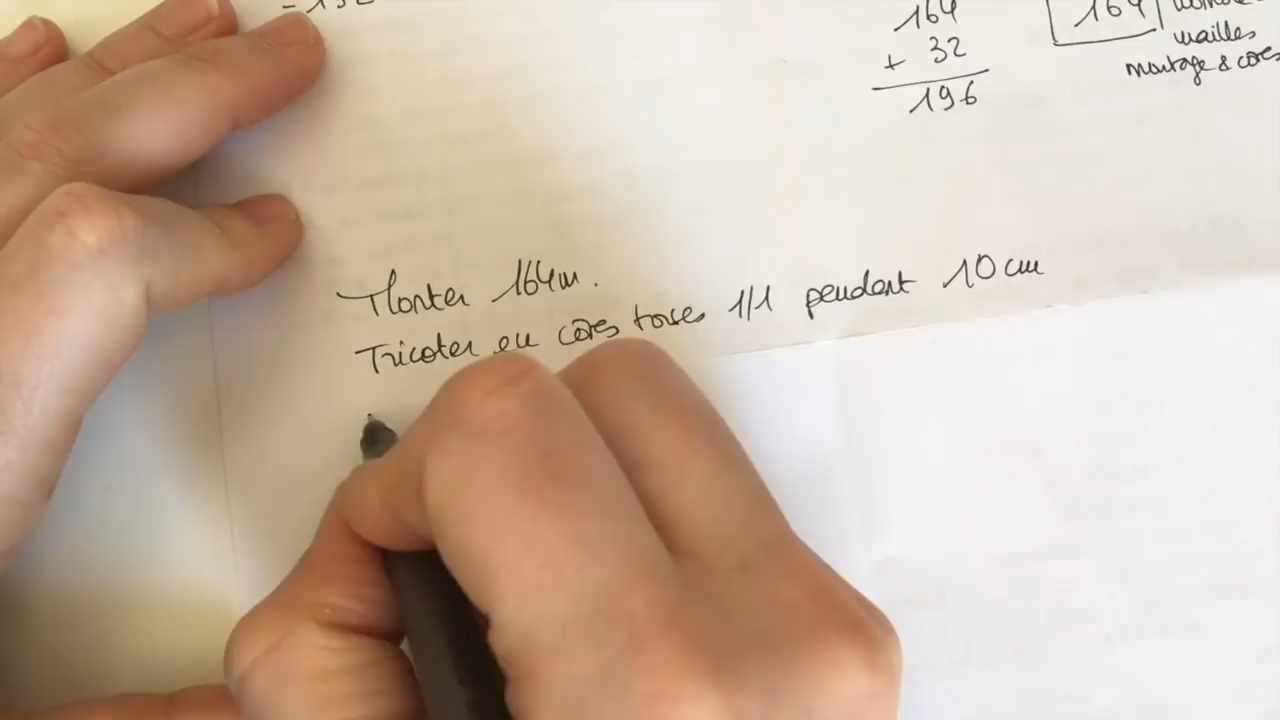 164
+ 32
196
164
mailles
montage & côtes
Monter 164m.
Tricoter en côtes torses 1/1 pendant 10 cm